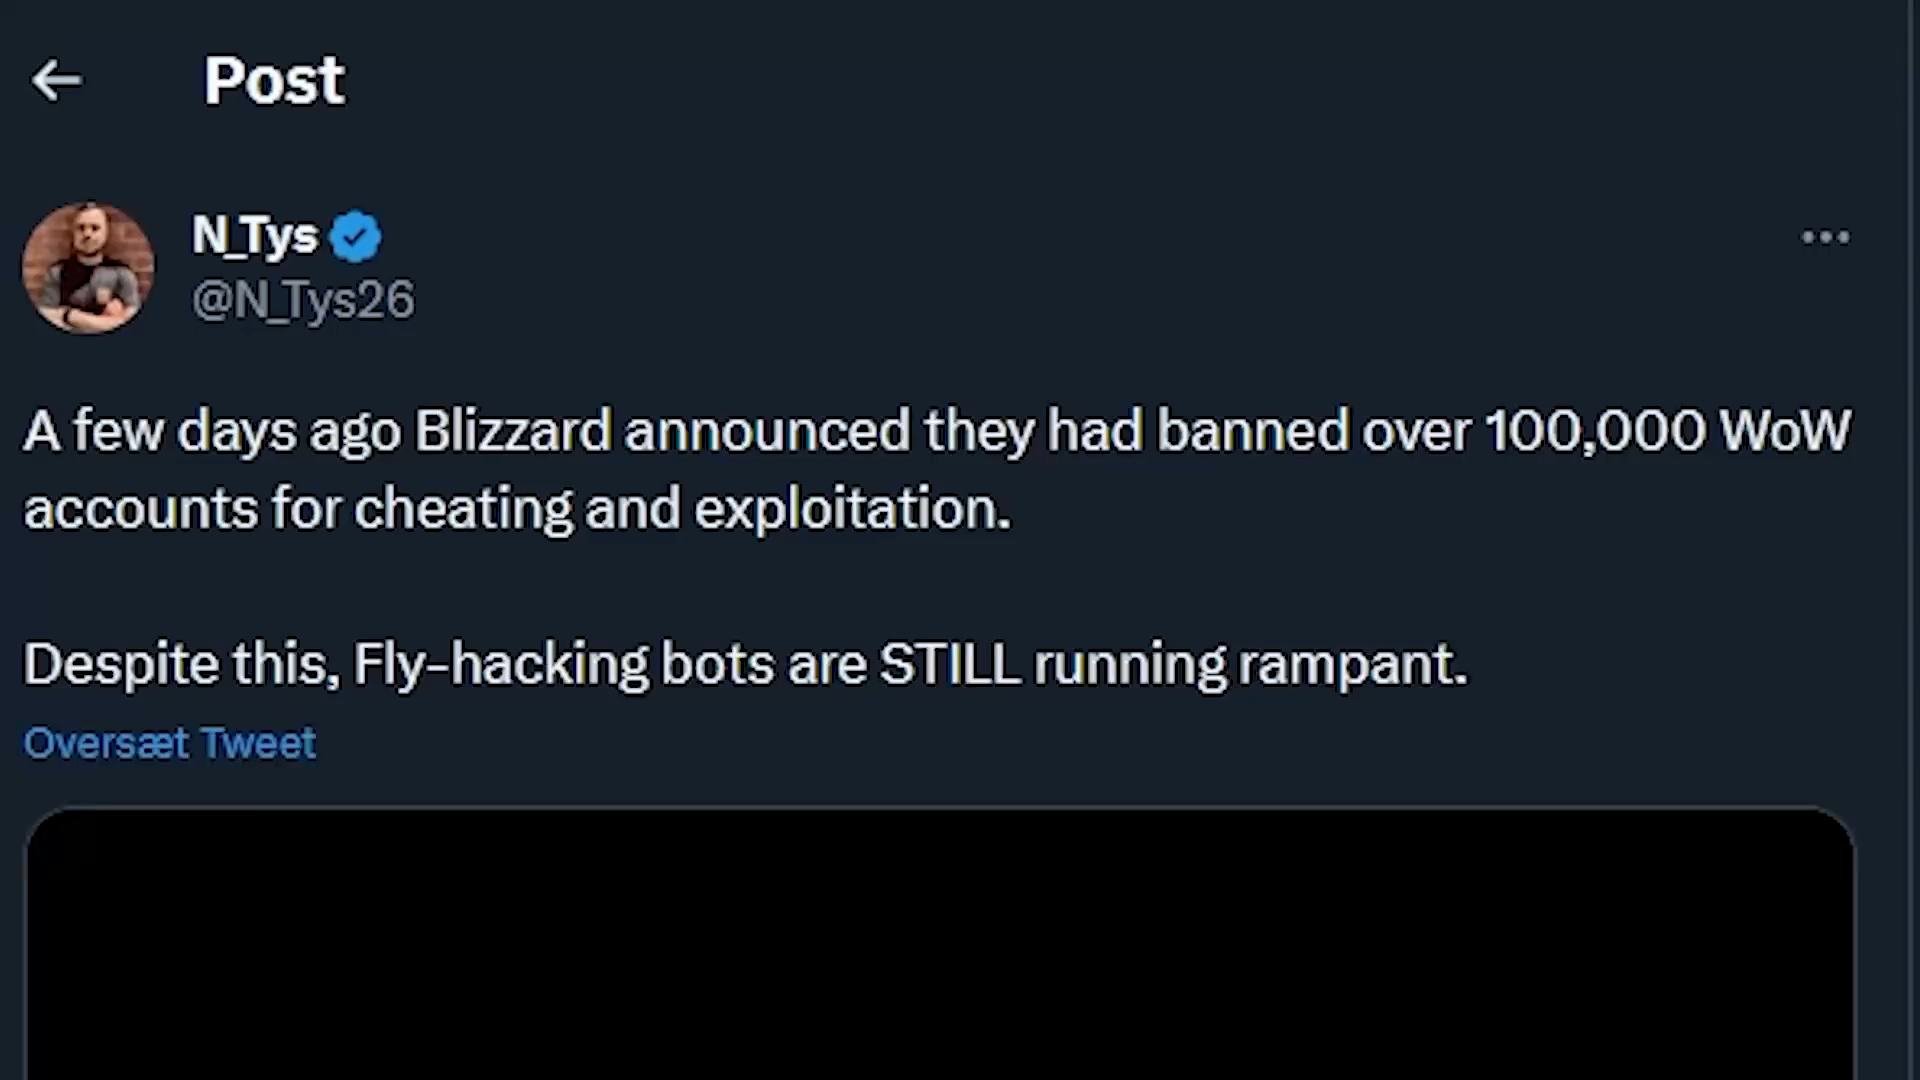 Post
N_Tys
@N_Tys26
A few days ago Blizzard announced they had banned over 100,000 WoW
accounts for cheating and exploitation.
Despite this, Fly-hacking bots are STILL running rampant.
Oversæt Tweet